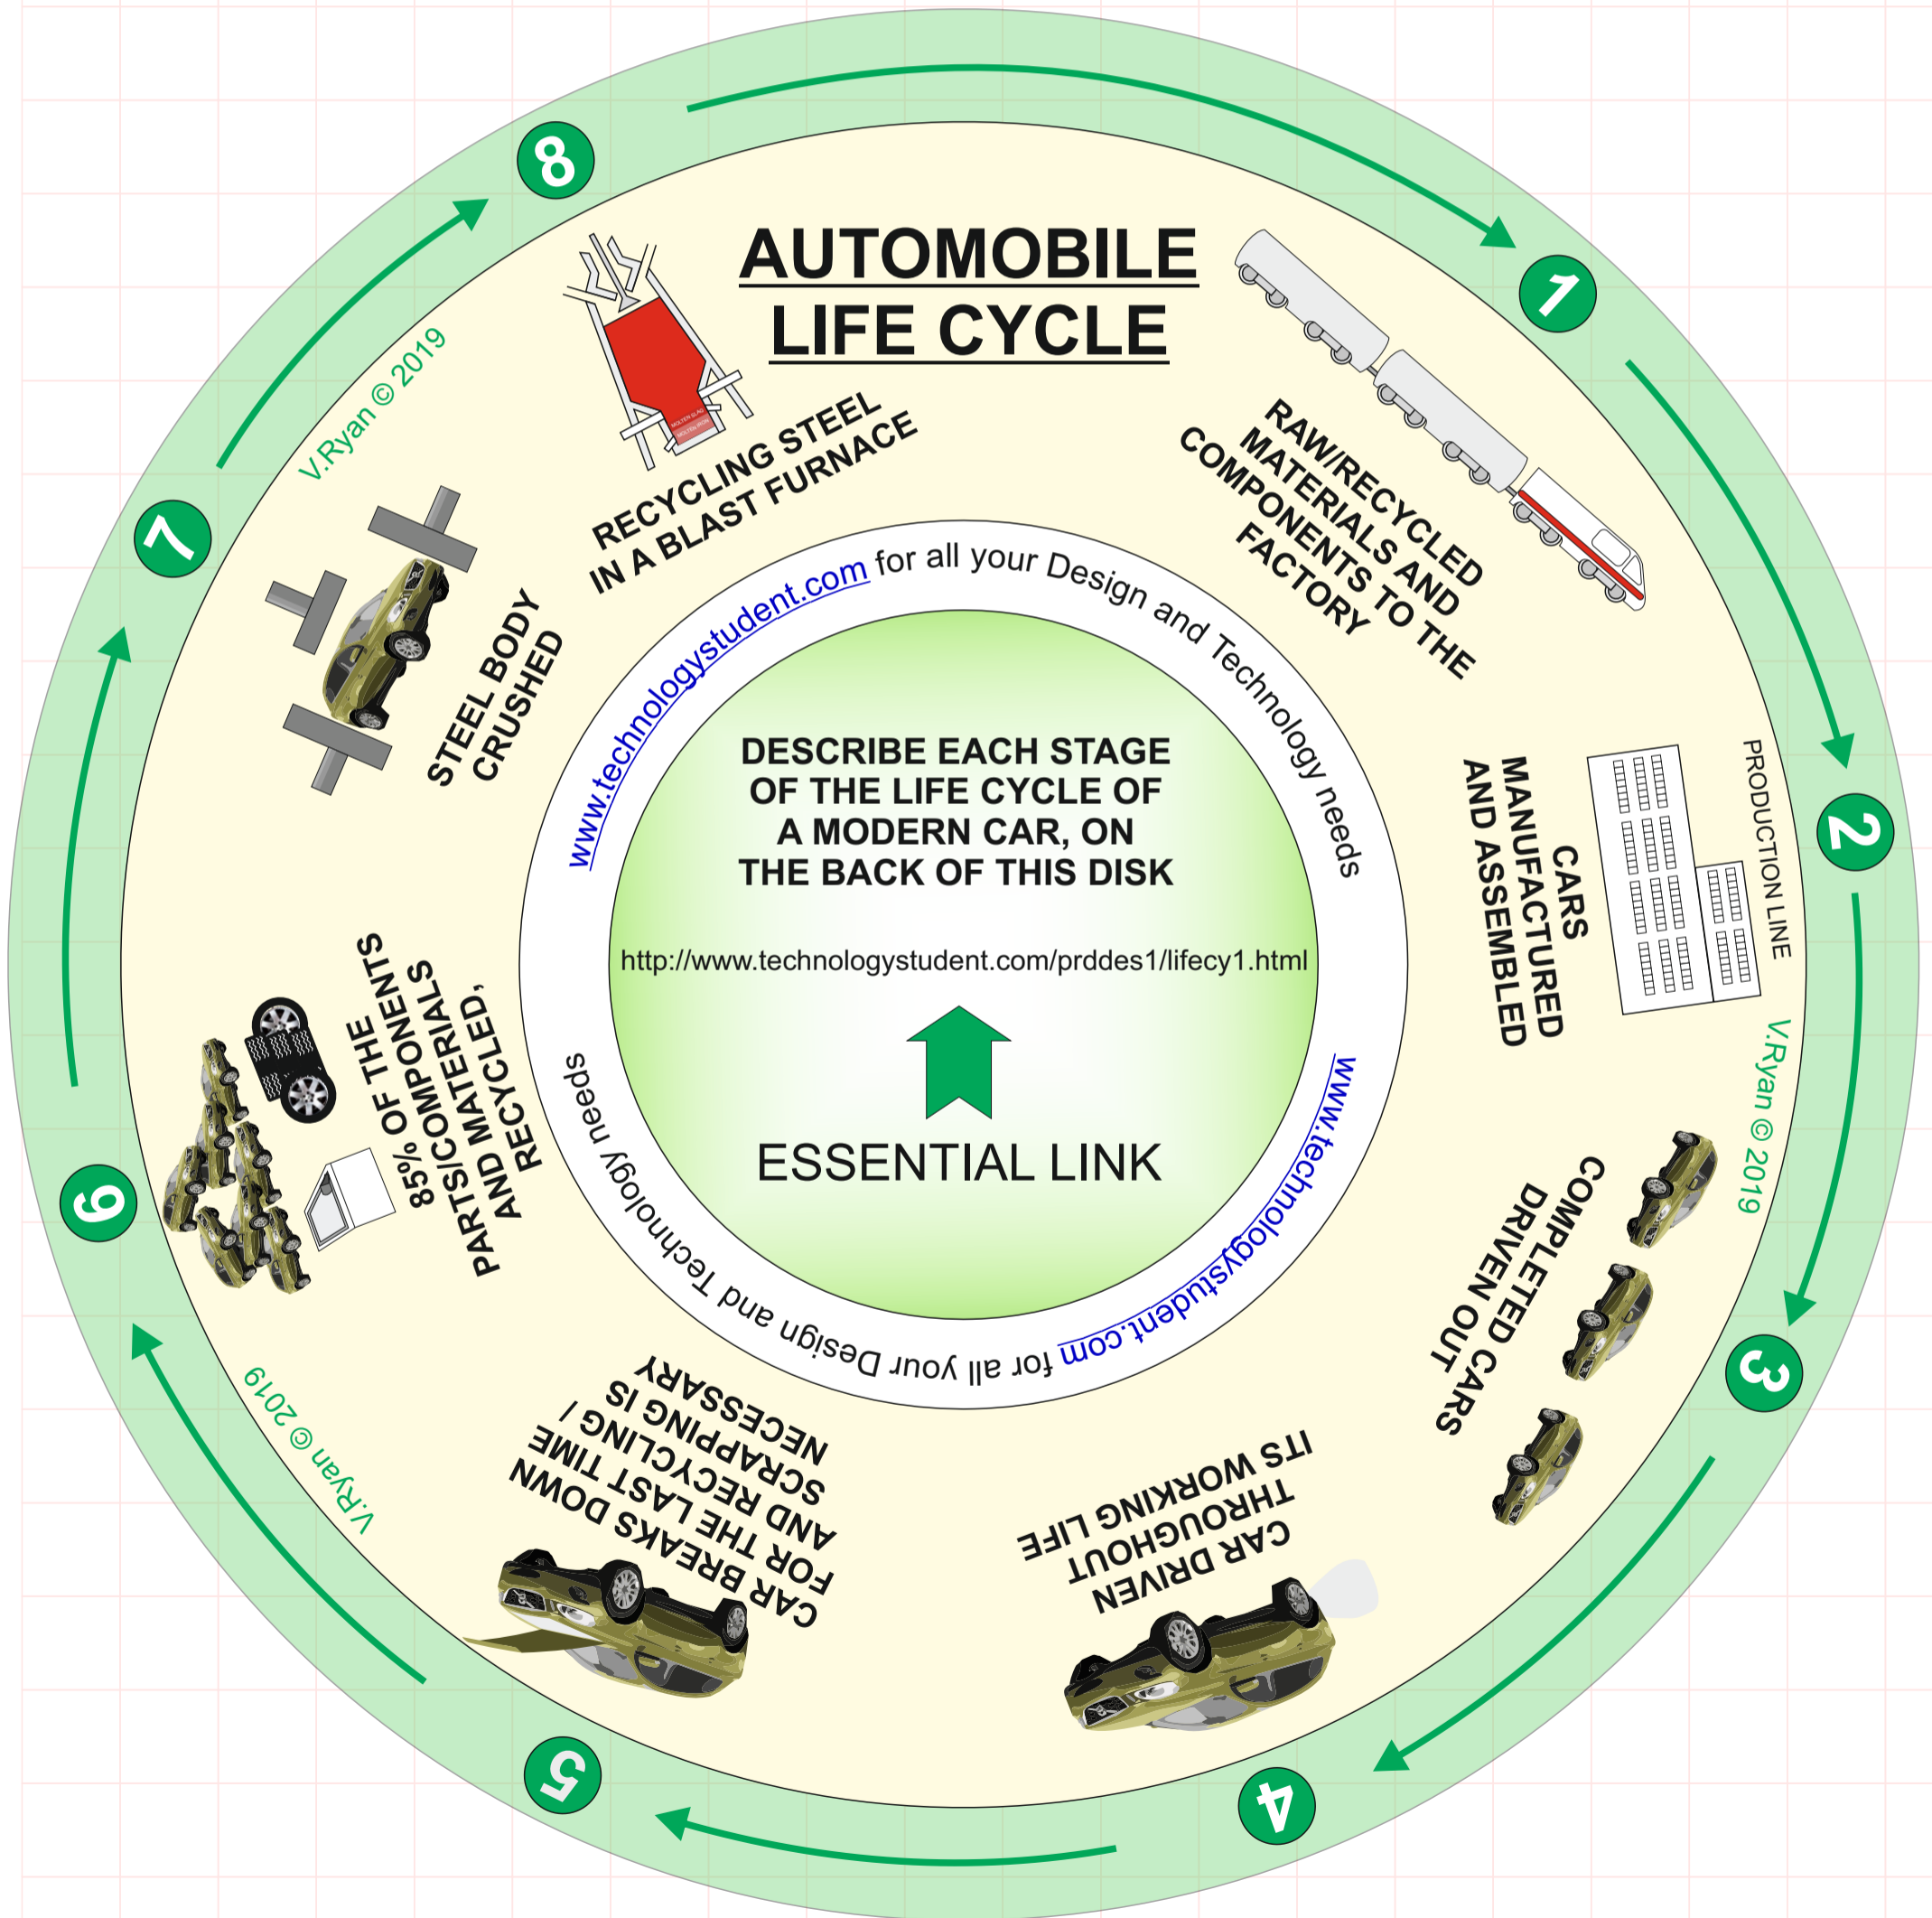 AUTOMOBILE
LIFE CYCLE
1
RAW/RECYCLED
MATERIALS AND
COMPONENTS TO THE
FACTORY
2
PRODUCTION LINE
CARS
MANUFACTURED
AND ASSEMBLED
V.Ryan © 2019
3
COMPLETED CARS
DRIVEN OUT
4
CAR DRIVEN
THROUGHOUT
ITS WORKING LIFE
5
CAR BREAKS DOWN
FOR THE LAST TIME
AND RECYCLING /
SCRAPPING IS
NECESSARY
V.Ryan © 2019
6
85% OF THE
PARTS/COMPONENTS
AND MATERIALS
RECYCLED,
7
STEEL BODY
CRUSHED
V.Ryan © 2019
8
MOLTEN SLAG
MOLTEN IRON
RECYCLING STEEL
IN A BLAST FURNACE
www.technologystudent.com for all your Design and Technology needs
www.technologystudent.com for all your Design and Technology needs
DESCRIBE EACH STAGE
OF THE LIFE CYCLE OF
A MODERN CAR, ON
THE BACK OF THIS DISK
http://www.technologystudent.com/prddes1/lifecy1.html
ESSENTIAL LINK